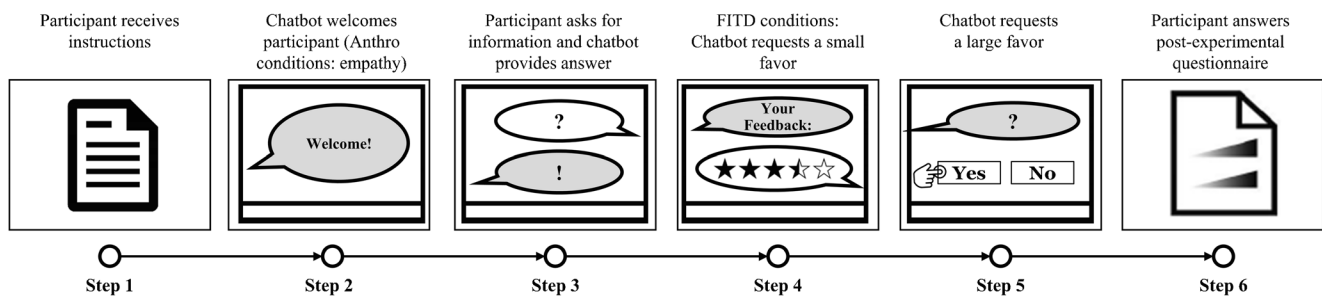 Participant receives
instructions
Chatbot welcomes
participant (Anthro
conditions: empathy)
Participant asks for
information and chatbot
provides answer
FITD conditions:
Chatbot requests a small
favor
Chatbot requests
a large favor
Participant answers
post-experimental
questionnaire
Welcome!
?
!
Your
Feedback:
?
Yes
No
Step 1
Step 2
Step 3
Step 4
Step 5
Step 6